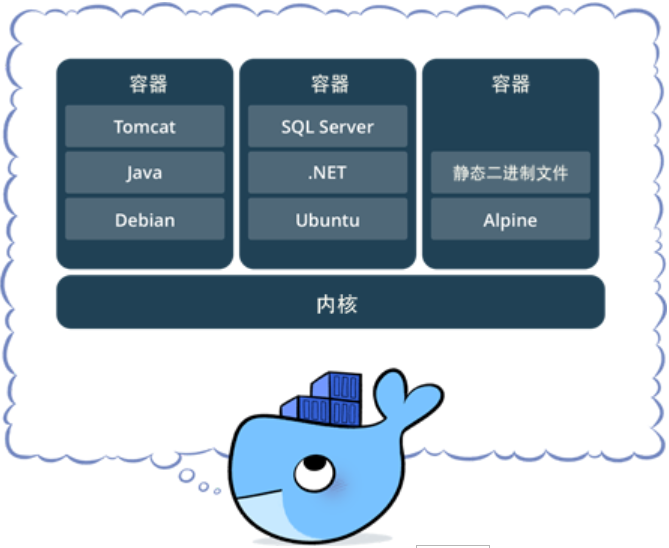 容器
Tomcat
Java
Debian
容器
SQL Server
.NET
Ubuntu
容器
静态二进制文件
Alpine
内核